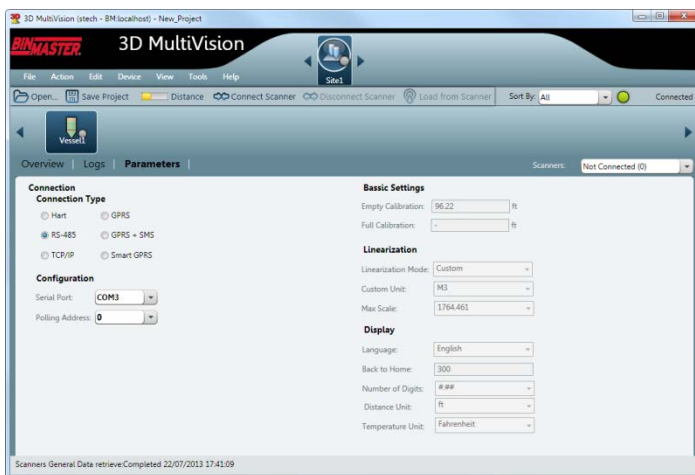 3D MultiVision (stech - BM:localhost) - New_Project
BINMASTER 3D MultiVision
Site1
File Action Edit Device View Tools Help
Open... Save Project Distance Connect Scanner Disconnect Scanner Load from Scanner Sort By: All Connected
Vessel1
Overview | Logs | Parameters | Scanners: Not Connected (0)
Connection
Connection Type
Hart GPRS
RS-485 GPRS + SMS
TCP/IP Smart GPRS
Configuration
Serial Port: COM3
Polling Address: 0
Bassic Settings
Empty Calibration: 96.22 ft
Full Calibration: - ft
Linearization
Linearization Mode: Custom
Custom Unit: M3
Max Scale: 1764.461
Display
Language: English
Back to Home: 300
Number of Digits: #.##
Distance Unit: ft
Temperature Unit: Fahrenheit
Scanners General Data retrieve:Completed 22/07/2013 17:41:09